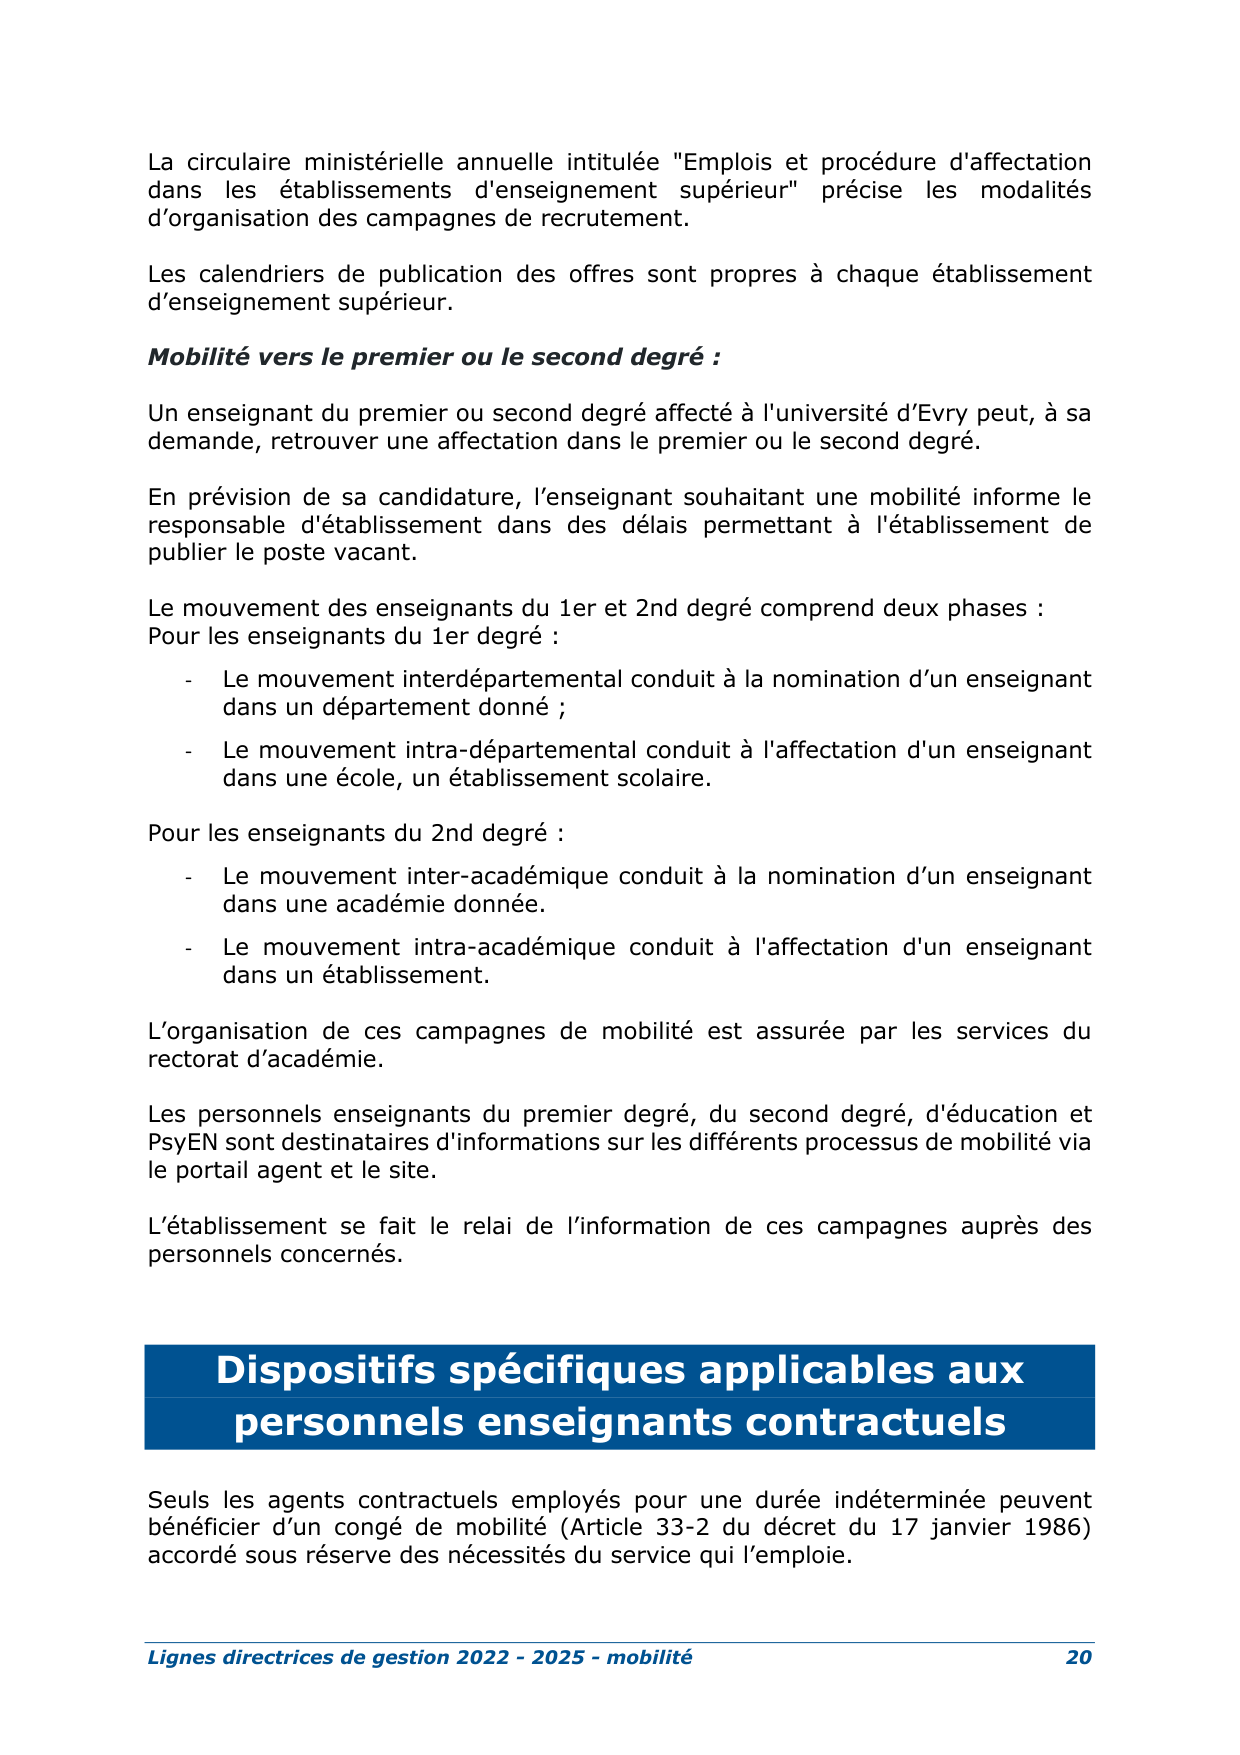 La circulaire ministérielle annuelle intitulée "Emplois et procédure d'affectation
dans les établissements d'enseignement supérieur" précise les modalités
d’organisation des campagnes de recrutement.
Les calendriers de publication des offres sont propres à chaque établissement
d’enseignement supérieur.
Mobilité vers le premier ou le second degré :
Un enseignant du premier ou second degré affecté à l'université d’Evry peut, à sa
demande, retrouver une affectation dans le premier ou le second degré.
En prévision de sa candidature, l’enseignant souhaitant une mobilité informe le
responsable d'établissement dans des délais permettant à l'établissement de
publier le poste vacant.
Le mouvement des enseignants du 1er et 2nd degré comprend deux phases :
Pour les enseignants du 1er degré :
- Le mouvement interdépartemental conduit à la nomination d’un enseignant
dans un département donné ;
- Le mouvement intra-départemental conduit à l'affectation d'un enseignant
dans une école, un établissement scolaire.
Pour les enseignants du 2nd degré :
- Le mouvement inter-académique conduit à la nomination d’un enseignant
dans une académie donnée.
- Le mouvement intra-académique conduit à l'affectation d'un enseignant
dans un établissement.
L’organisation de ces campagnes de mobilité est assurée par les services du
rectorat d’académie.
Les personnels enseignants du premier degré, du second degré, d'éducation et
PsyEN sont destinataires d'informations sur les différents processus de mobilité via
le portail agent et le site.
L’établissement se fait le relai de l’information de ces campagnes auprès des
personnels concernés.
Dispositifs spécifiques applicables aux
personnels enseignants contractuels
Seuls les agents contractuels employés pour une durée indéterminée peuvent
bénéficier d’un congé de mobilité (Article 33-2 du décret du 17 janvier 1986)
accordé sous réserve des nécessités du service qui l’emploie.
Lignes directrices de gestion 2022 - 2025 - mobilité 20